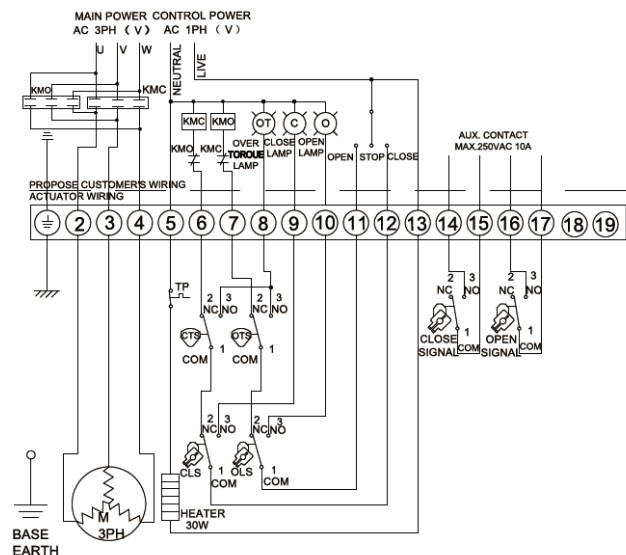 MAIN POWER CONTROL POWER
AC 3PH ( V ) AC 1PH ( V )
U V W
NEUTRAL
LIVE
KMO
KMC
KMC
KMO
OT
C
O
KMO
KMC
OVER
TORQUE
LAMP
CLOSE
LAMP
OPEN
LAMP
OPEN STOP CLOSE
AUX. CONTACT
MAX.250VAC 10A
PROPOSE CUSTOMER'S WIRING
ACTUATOR WIRING
2 3 4 5 6 7 8 9 10 11 12 13 14 15 16 17 18 19
TP
2 3
NC NO
CTS
1
COM
2 3
NC NO
OTS
1
COM
2 3
NC NO
CLOSE
SIGNAL
1
COM
2 3
NC NO
OPEN
SIGNAL
1
COM
2 3
NC NO
CLS
1
COM
2 3
NC NO
OLS
1
COM
HEATER
30W
M
3PH
BASE
EARTH